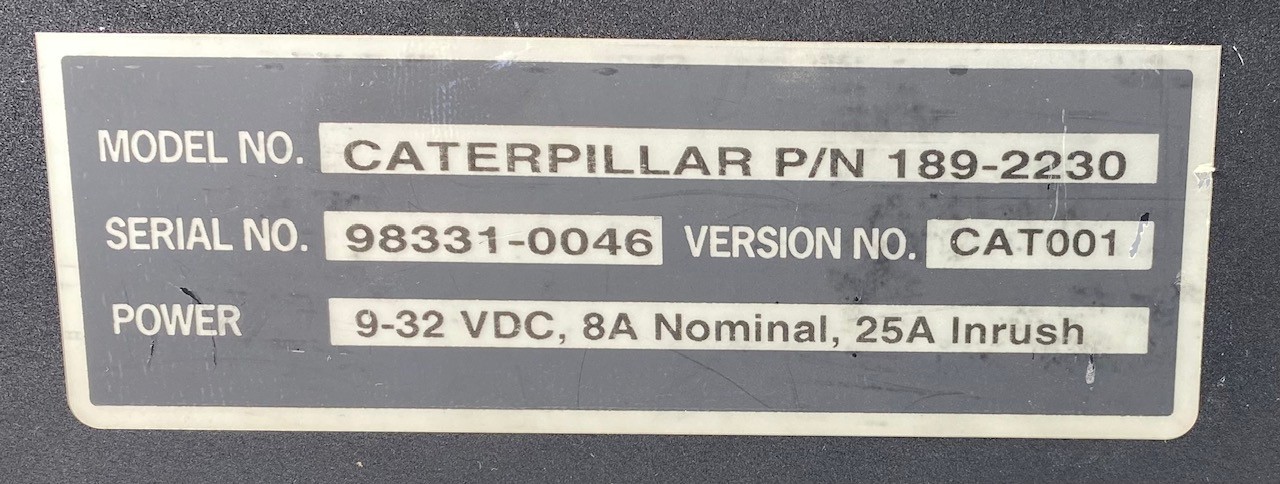 MODEL NO. CATERPILLAR P/N 189-2230
SERIAL NO. 98331-0046 VERSION NO. CAT001
POWER 9-32 VDC, 8A Nominal, 25A Inrush